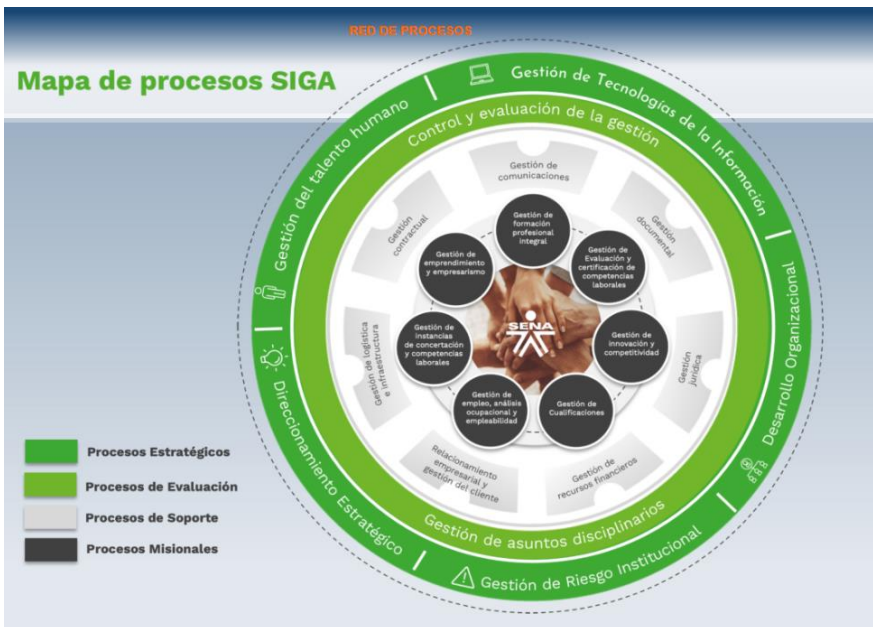 RED DE PROCESOS
Mapa de procesos SIGA
Gestión de Tecnologías de la Información
Gestión del talento humano
Control y evaluación de la gestión
Gestión de
comunicaciones
Gestión
contractual
Gestión
documental
Gestión de
formación
profesional
integral
Gestión de
emprendimiento
y empresarismo
Gestión de
Evaluación y
certificación de
competencias
laborales
SENA
Gestión de
instancias
de concertación
y competencias
laborales
Gestión de
innovación y
competitividad
Gestión de logística
e infraestructura
Gestión
jurídica
Desarrollo Organizacional
Gestión de
empleo, análisis
ocupacional y
empleabilidad
Gestión de
Cualificaciones
Direccionamiento Estratégico
Relacionamiento
empresarial y
gestión del cliente
Gestión de
recursos financieros
Gestión de asuntos disciplinarios
Gestión de Riesgo Institucional
Procesos Estratégicos
Procesos de Evaluación
Procesos de Soporte
Procesos Misionales